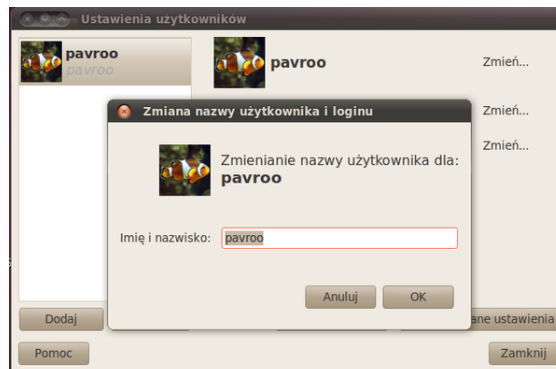 Ustawienia użytkowników
pavroo
pavroo
pavroo
Zmień...
Zmień...
Zmień...
Zmiana nazwy użytkownika i loginu
Zmienianie nazwy użytkownika dla:
pavroo
Imię i nazwisko: pavroo
Anuluj OK
Dodaj
ane ustawienia
Pomoc
Zamknij